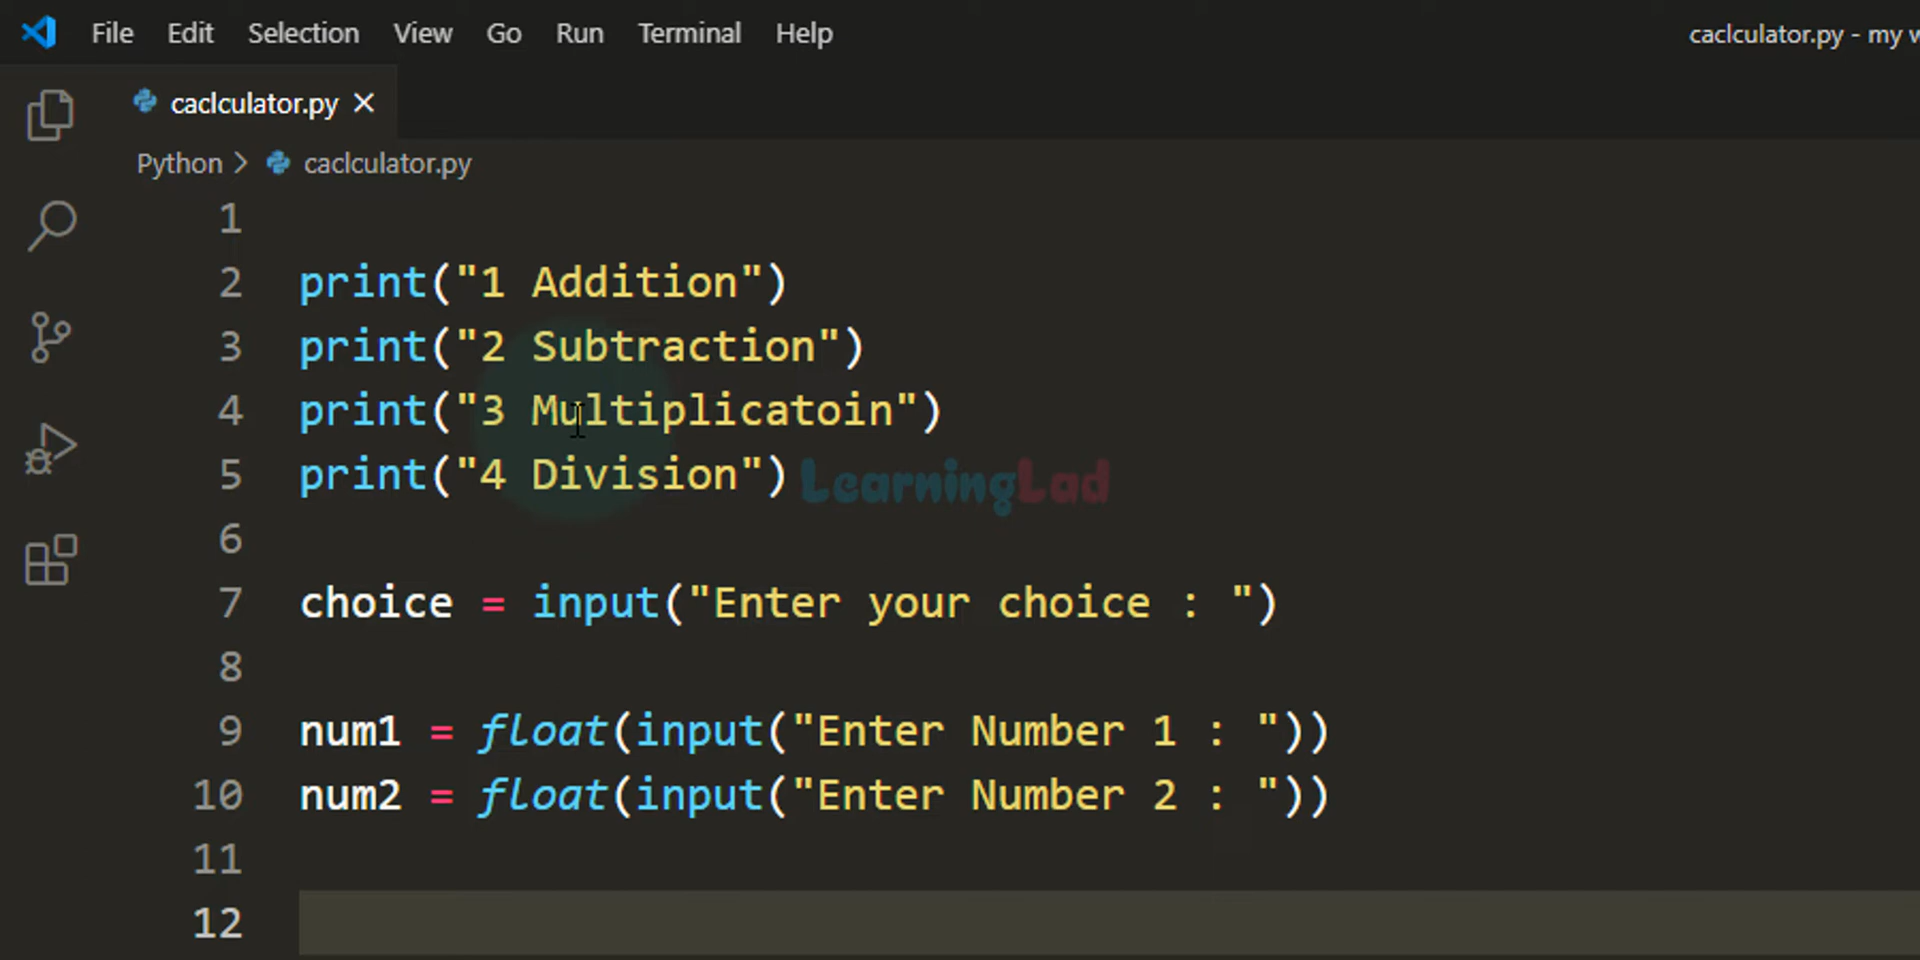 File Edit Selection View Go Run Terminal Help
caclculator.py - my
caclculator.py
Python > caclculator.py
1
2 print("1 Addition")
3 print("2 Subtraction")
4 print("3 Multiplicatoin")
5 print("4 Division")
LearningLad
6
7 choice = input("Enter your choice : ")
8
9 num1 = float(input("Enter Number 1 : "))
10 num2 = float(input("Enter Number 2 : "))
11
12